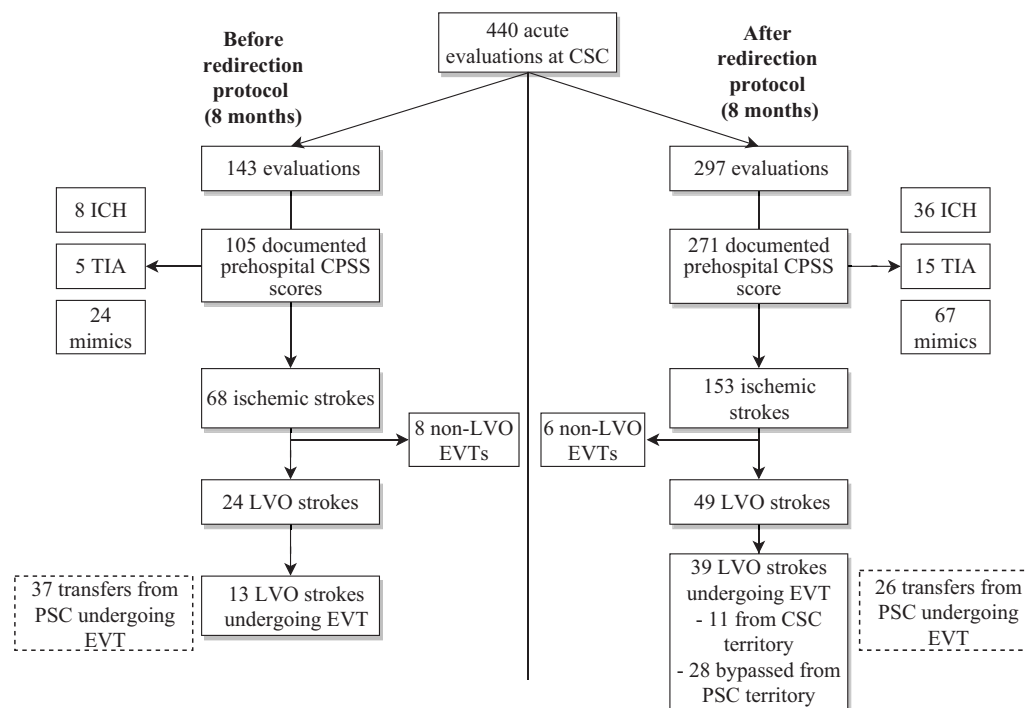 440 acute
evaluations at CSC
Before
redirection
protocol
(8 months)
After
redirection
protocol
(8 months)
143 evaluations
297 evaluations
8 ICH
5 TIA
24
mimics
105 documented
prehospital CPSS
scores
271 documented
prehospital CPSS
score
36 ICH
15 TIA
67
mimics
68 ischemic strokes
153 ischemic
strokes
8 non-LVO
EVTs
6 non-LVO
EVTs
24 LVO strokes
49 LVO strokes
37 transfers from
PSC undergoing
EVT
13 LVO strokes
undergoing EVT
39 LVO strokes
undergoing EVT
- 11 from CSC
territory
- 28 bypassed from
PSC territory
26 transfers from
PSC undergoing
EVT